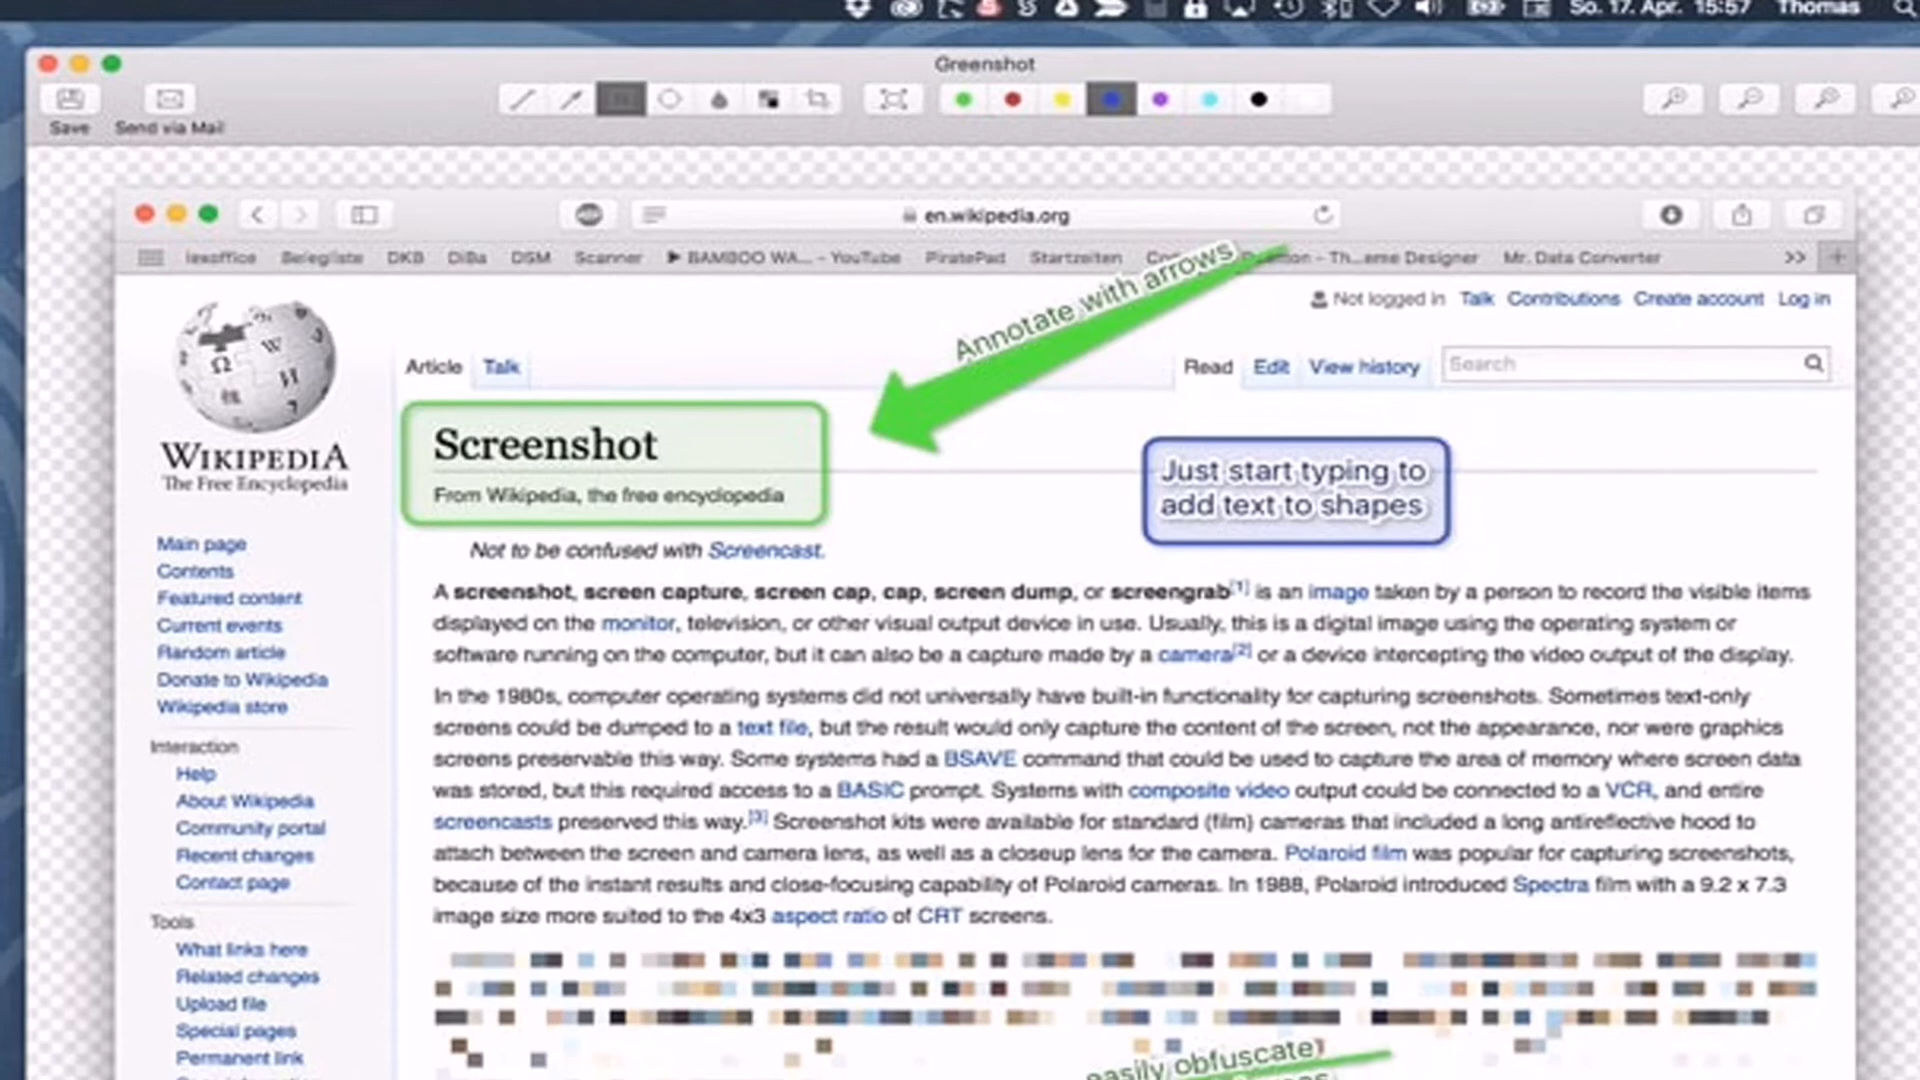 So. 17. Apr. 15:57 Thomas
Greenshot
Save Send via Mail
en.wikipedia.org
lexoffice Belegliste DKB DiBa DSM Scanner ▶ BAMBOO WA... - YouTube PiratePad Startzeiten - Th...eme Designer Mr. Data Converter >>
Annotate with arrows
Not logged in Talk Contributions Create account Log in
Article Talk Read Edit View history Search
WIKIPEDIA
The Free Encyclopedia
Screenshot
From Wikipedia, the free encyclopedia
Just start typing to
add text to shapes
Not to be confused with Screencast.
A screenshot, screen capture, screen cap, cap, screen dump, or screengrab[1] is an image taken by a person to record the visible items
displayed on the monitor, television, or other visual output device in use. Usually, this is a digital image using the operating system or
software running on the computer, but it can also be a capture made by a camera[2] or a device intercepting the video output of the display.
In the 1980s, computer operating systems did not universally have built-in functionality for capturing screenshots. Sometimes text-only
screens could be dumped to a text file, but the result would only capture the content of the screen, not the appearance, nor were graphics
screens preservable this way. Some systems had a BSAVE command that could be used to capture the area of memory where screen data
was stored, but this required access to a BASIC prompt. Systems with composite video output could be connected to a VCR, and entire
screencasts preserved this way.[3] Screenshot kits were available for standard (film) cameras that included a long antireflective hood to
attach between the screen and camera lens, as well as a closeup lens for the camera. Polaroid film was popular for capturing screenshots,
because of the instant results and close-focusing capability of Polaroid cameras. In 1988, Polaroid introduced Spectra film with a 9.2 x 7.3
image size more suited to the 4x3 aspect ratio of CRT screens.
Main page
Contents
Featured content
Current events
Random article
Donate to Wikipedia
Wikipedia store
Interaction
Help
About Wikipedia
Community portal
Recent changes
Contact page
Tools
What links here
Related changes
Upload file
Special pages
Permanent link
easily obfuscate